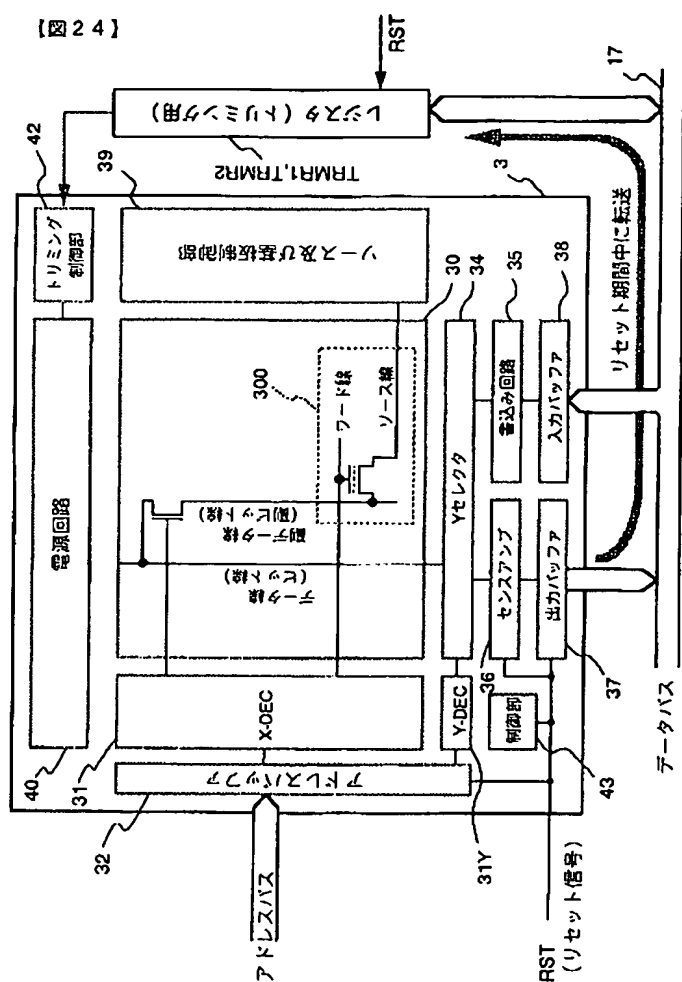 【図24】
RST
レジスタ(トリミング用)
TRMR1,TRMR2
17
42
39
3
トリミング
制御部
ソース及び基板制御部
電源回路
30
34
35
38
300
ワード線
ソース線
副データ線
(副ビット線)
データ線
(ビット線)
Yセレクタ
書込み回路
入力バッファ
リセット期間中に転送
センスアンプ
出力バッファ
X-DEC
Y-DEC
36
制御部
37
43
40
31
32
アドレスバッファ
31Y
アドレスバス
RST
(リセット信号)
データバス